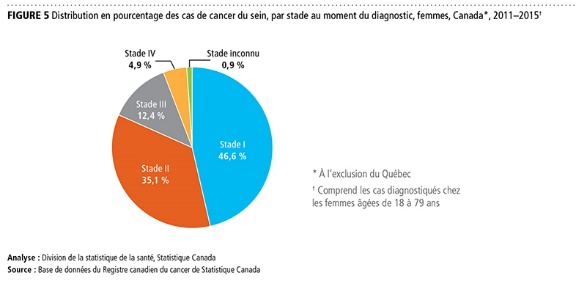 FIGURE 5 Distribution en pourcentage des cas de cancer du sein, par stade au moment du diagnostic, femmes, Canada*, 2011–2015†
Stade IV
4,9 %
Stade inconnu
0,9 %
Stade III
12,4 %
Stade I
46,6 %
Stade II
35,1 %
* À l'exclusion du Québec
† Comprend les cas diagnostiqués chez
les femmes âgées de 18 à 79 ans
Analyse : Division de la statistique de la santé, Statistique Canada
Source : Base de données du Registre canadien du cancer de Statistique Canada